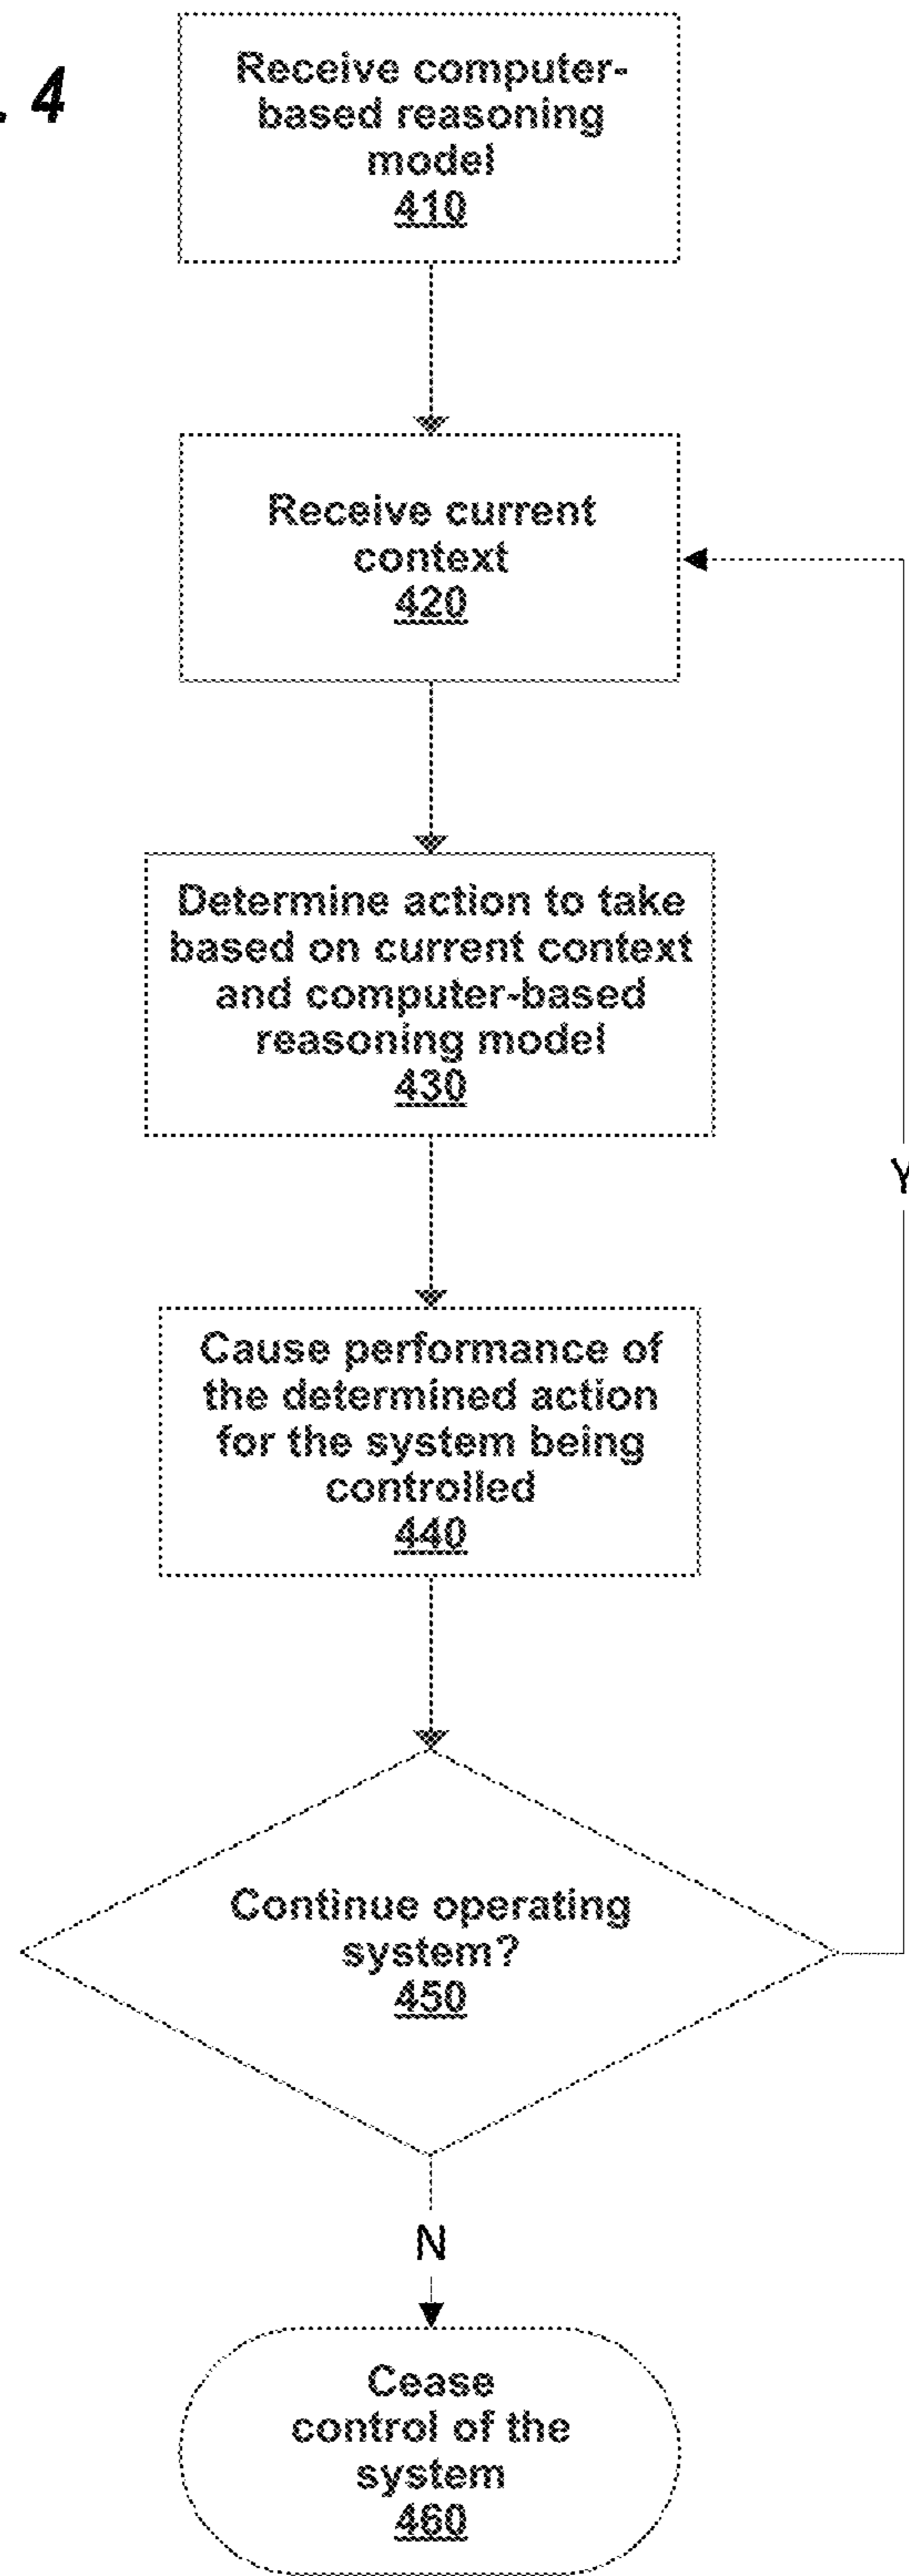 . 4
Receive computer-
based reasoning
model
410
Receive current
context
420
Determine action to take
based on current context
and computer-based
reasoning model
430
Cause performance of
the determined action
for the system being
controlled
440
Y
Continue operating
system?
450
N
Cease
control of the
system
460